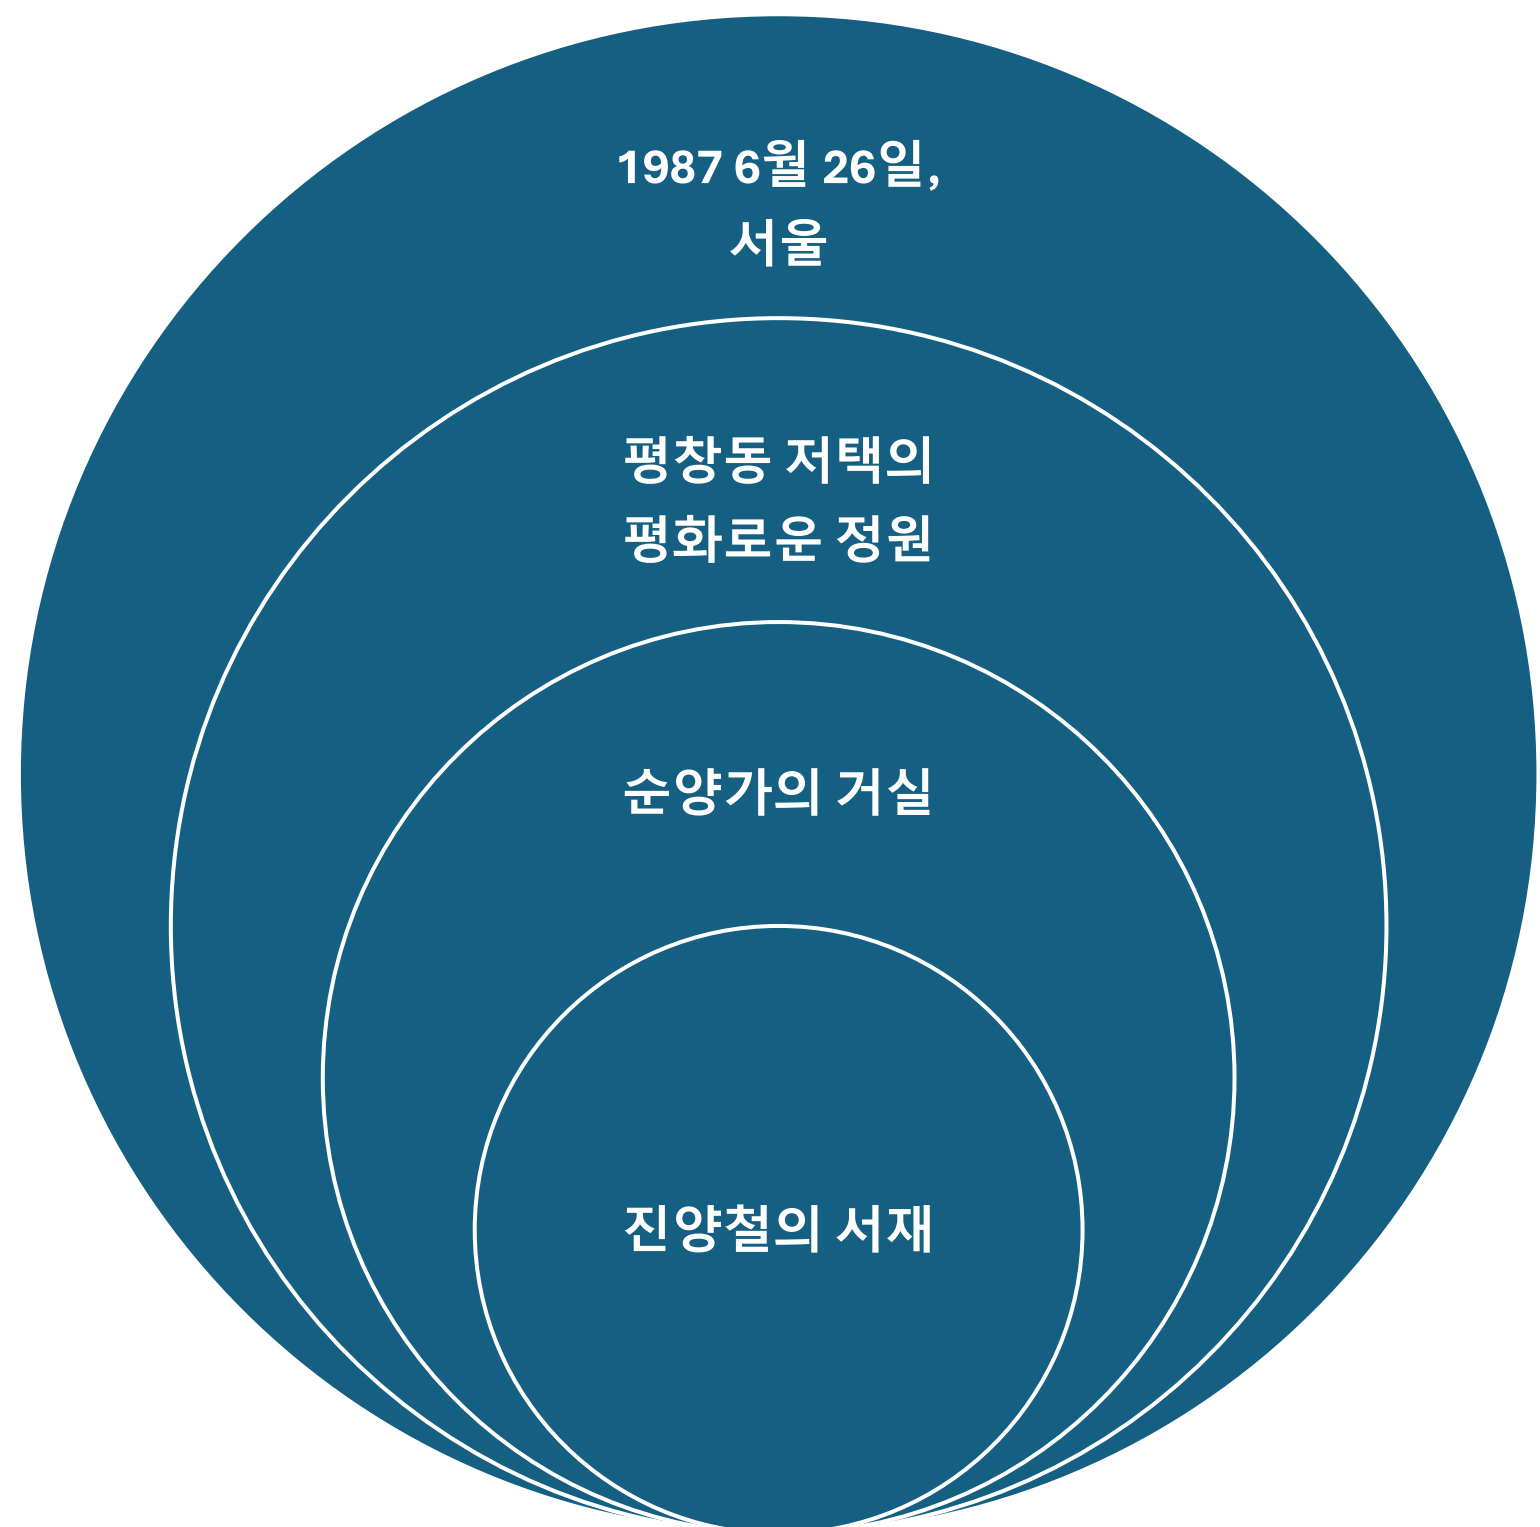 1987 6월 26일,
서울
평창동 저택의
평화로운 정원
순양가의 거실
진양철의 서재